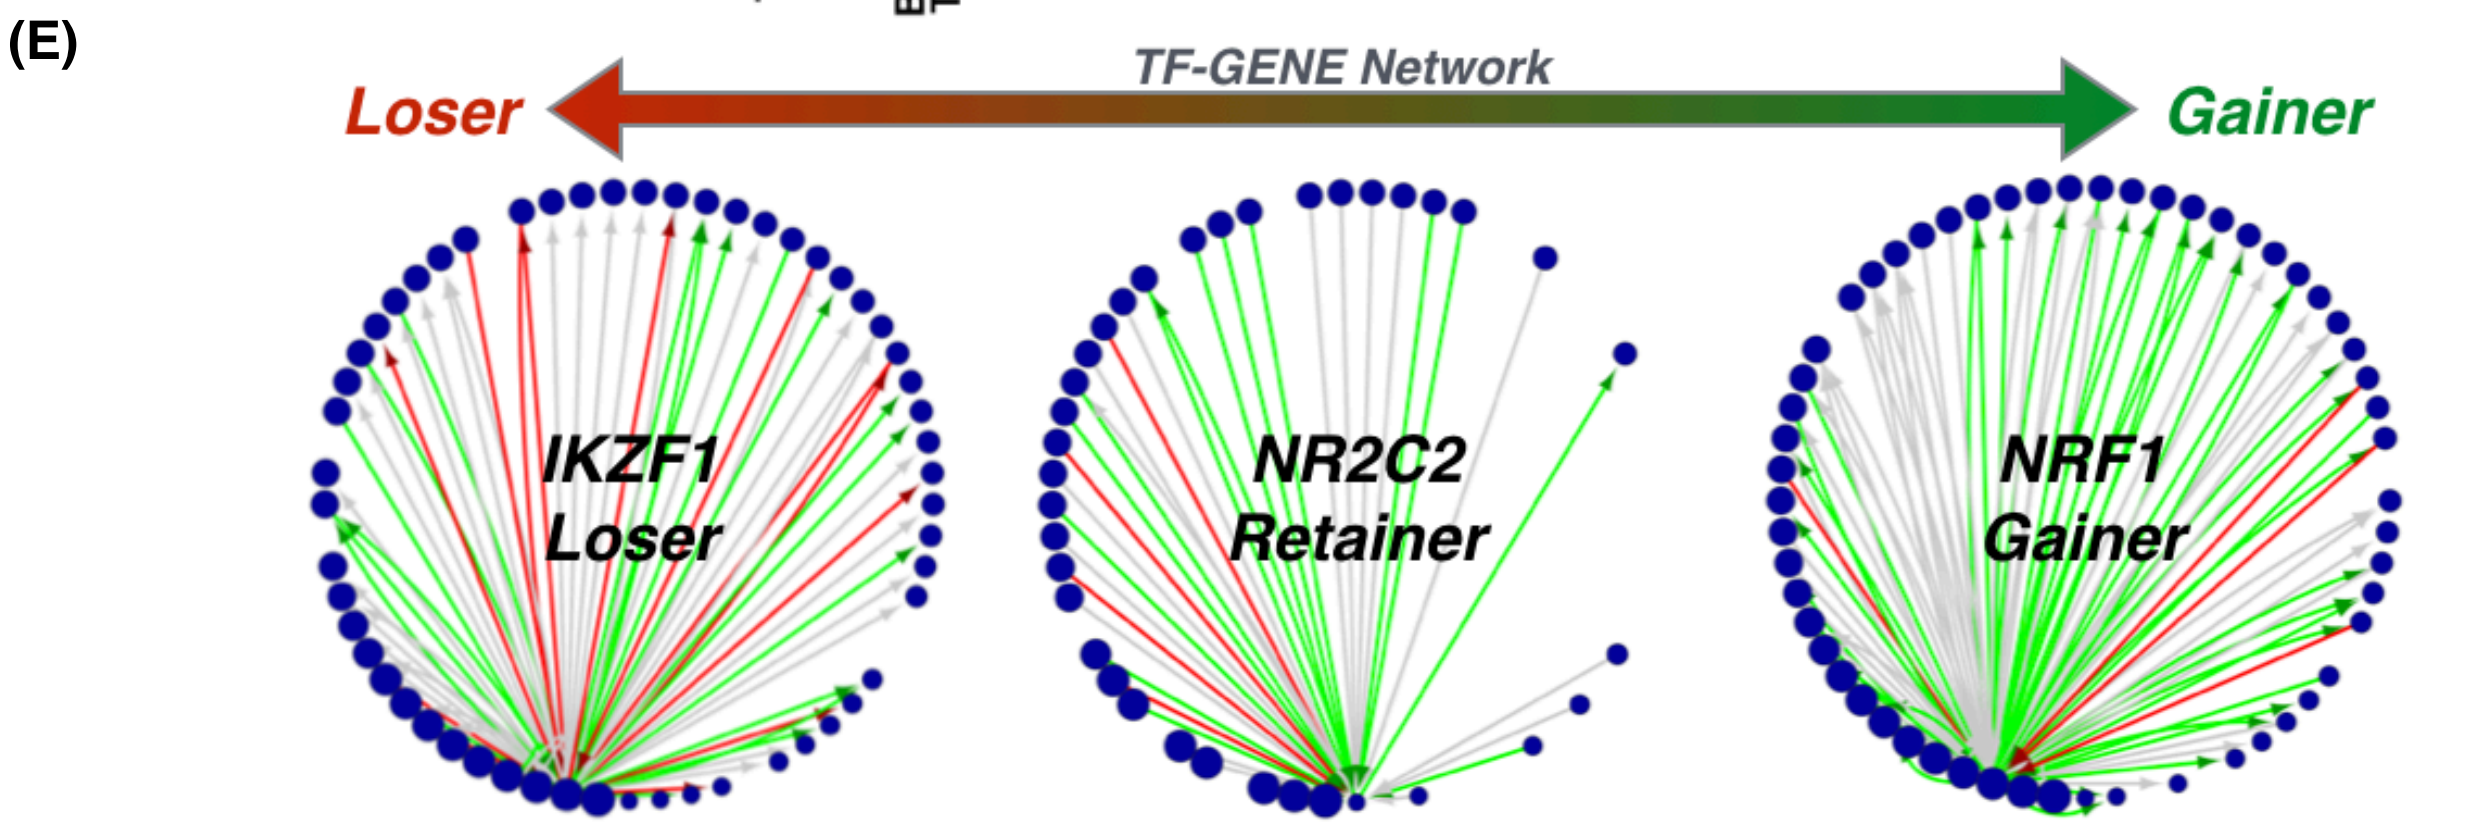 (E)
TF-GENE Network
Loser
Gainer
IKZF1
Loser
NR2C2
Retainer
NRF1
Gainer